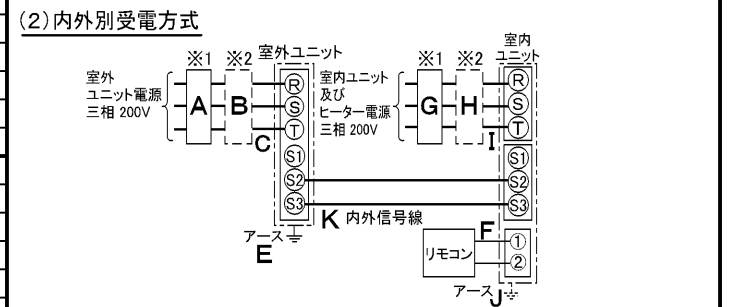 (2)内外別受電方式
※1 ※2 室外ユニット
室外
ユニット電源
三相 200V
A
B
C
R
S
T
S1
S2
S3
アース
E
K 内外信号線
※1 ※2
室内
ユニット
室内ユニット
及び
ヒーター電源
三相 200V
G
H
I
R
S
T
S1
S2
S3
F
リモコン
①
②
アース
J